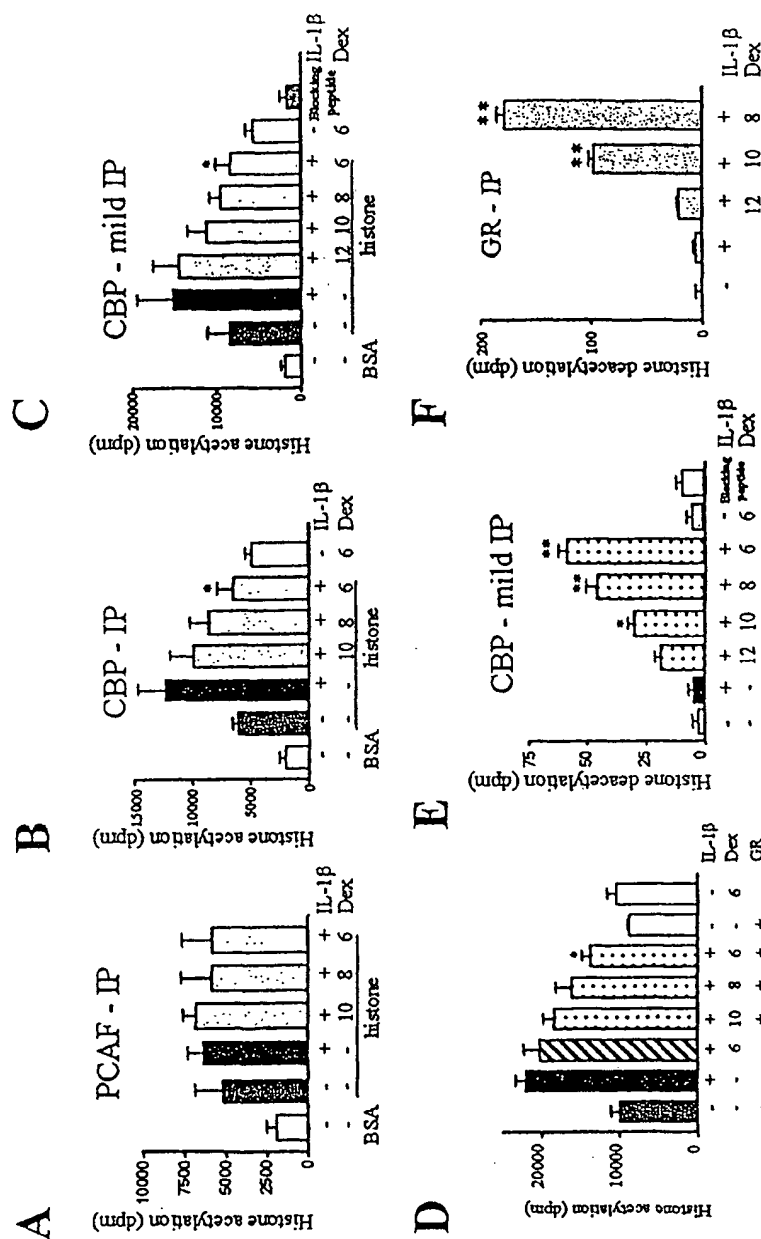 A
PCAF - IP
Histone acetylation (dpm)
10000
7500
5000
2500
0
- - + + + + IL-1β
- - - 10 8 6 Dex
BSA histone
B
CBP - IP
Histone acetylation (dpm)
15000
10000
5000
0
- - + + + + - IL-1β
- - - 10 8 6 6 Dex
BSA histone
C
CBP - mild IP
Histone acetylation (dpm)
20000
10000
0
*
- - + + + + + - Blocking IL-1β
- - - 12 10 8 6 6 peptide Dex
BSA histone
D
Histone acetylation (dpm)
20000
10000
0
*
- + + + + + - - IL-1β
- - 6 10 8 6 - 6 Dex
+ + + + GR
E
CBP - mild IP
Histone deacetylation (dpm)
75
50
25
0
* ** **
- + + + + + - Blocking IL-1β
- - 12 10 8 6 6 peptide Dex
F
GR - IP
Histone deacetylation (dpm)
200
100
0
** **
- + + + + IL-1β
12 10 8 Dex